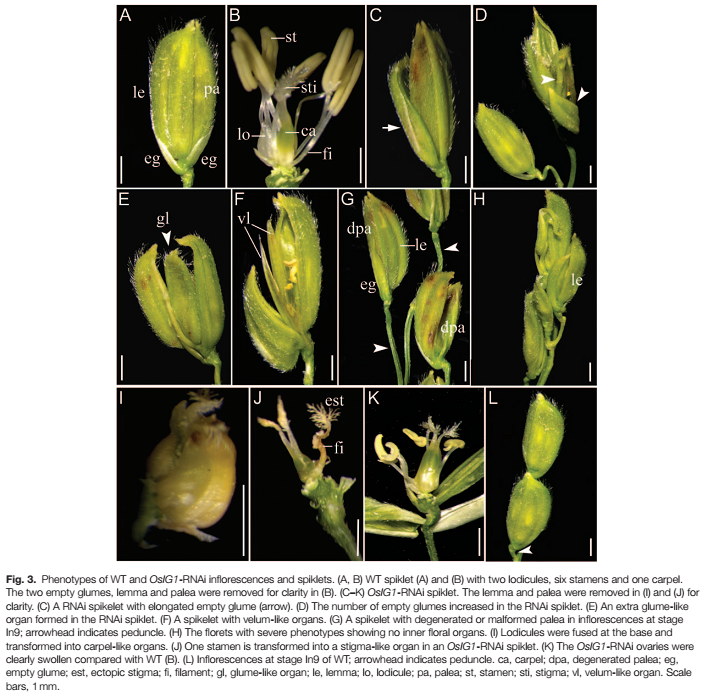 A
le
pa
eg
eg
B
st
sti
lo
ca
fi
C
D
E
gl
F
vl
G
dpa
le
eg
dpa
H
le
I
J
est
fi
K
L
Fig. 3. Phenotypes of WT and OsIG1-RNAi inflorescences and spiklets. (A, B) WT spiklet (A) and (B) with two lodicules, six stamens and one carpel.
The two empty glumes, lemma and palea were removed for clarity in (B). (C–K) OsIG1-RNAi spiklet. The lemma and palea were removed in (I) and (J) for
clarity. (C) A RNAi spikelet with elongated empty glume (arrow). (D) The number of empty glumes increased in the RNAi spiklet. (E) An extra glume-like
organ formed in the RNAi spiklet. (F) A spiklet with velum-like organs. (G) A spiklet with degenerated or malformed palea in inflorescences at stage
In9; arrowhead indicates peduncle. (H) The florets with severe phenotypes showing no inner floral organs. (I) Lodicules were fused at the base and
transformed into carpel-like organs. (J) One stamen is transformed into a stigma-like organ in an OsIG1-RNAi spiklet. (K) The OsIG1-RNAi ovaries were
clearly swollen compared with WT (B). (L) Inflorescences at stage In9 of WT; arrowhead indicates peduncle. ca, carpel; dpa, degenerated palea; eg,
empty glume; est, ectopic stigma; fi, filament; gl, glume-like organ; le, lemma; lo, lodicule; pa, palea; st, stamen; sti, stigma; vl, velum-like organ. Scale
bars, 1 mm.